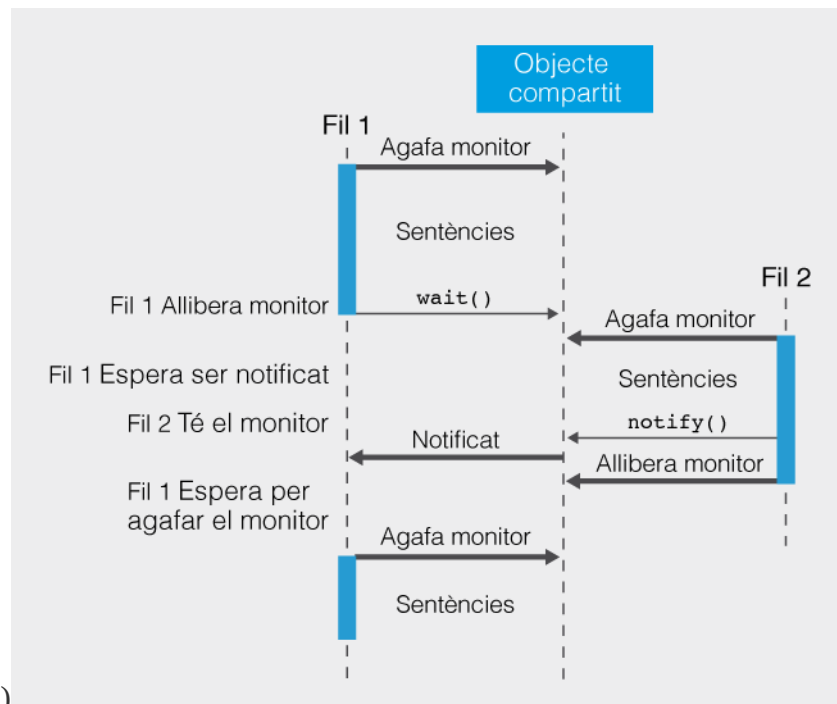 Objecte
compartit
Fil 1
Agafa monitor
Sentències
Fil 2
Fil 1 Allibera monitor
wait()
Agafa monitor
Fil 1 Espera ser notificat
Sentències
Fil 2 Té el monitor
notify()
Notificat
Allibera monitor
Fil 1 Espera per
agafar el monitor
Agafa monitor
Sentències
)